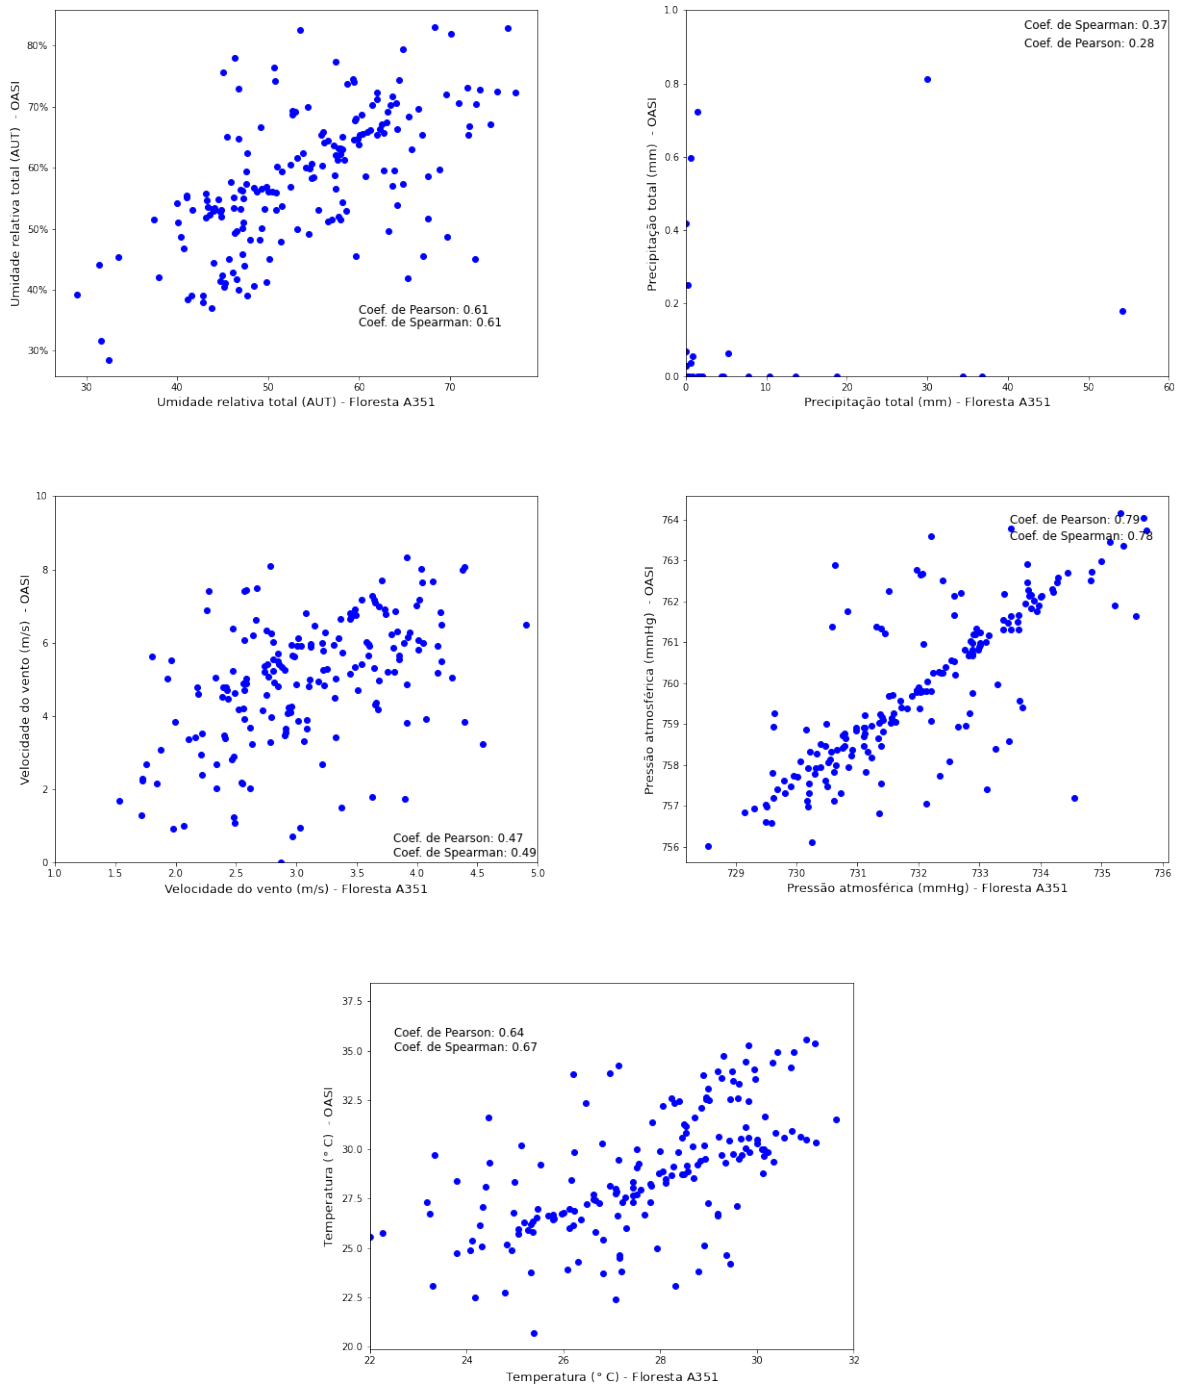 80%
70%
60%
50%
40%
30%
Umidade relativa total (AUT) - OASI
Coef. de Pearson: 0.61
Coef. de Spearman: 0.61
30 40 50 60 70
Umidade relativa total (AUT) - Floresta A351
1.0
0.8
0.6
0.4
0.2
0.0
Precipitação total (mm) - OASI
Coef. de Spearman: 0.37
Coef. de Pearson: 0.28
0 10 20 30 40 50 60
Precipitação total (mm) - Floresta A351
10
8
6
4
2
0
Velocidade do vento (m/s) - OASI
Coef. de Pearson: 0.47
Coef. de Spearman: 0.49
1.0 1.5 2.0 2.5 3.0 3.5 4.0 4.5 5.0
Velocidade do vento (m/s) - Floresta A351
764
763
762
761
760
759
758
757
756
Pressão atmosférica (mmHg) - OASI
Coef. de Pearson: 0.79
Coef. de Spearman: 0.78
729 730 731 732 733 734 735 736
Pressão atmosférica (mmHg) - Floresta A351
37.5
35.0
32.5
30.0
27.5
25.0
22.5
20.0
Temperatura (° C) - OASI
Coef. de Pearson: 0.64
Coef. de Spearman: 0.67
22 24 26 28 30 32
Temperatura (° C) - Floresta A351